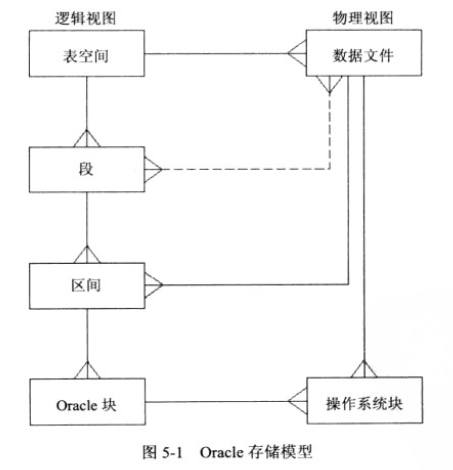 逻辑视图
物理视图
表空间
数据文件
段
区间
Oracle 块
操作系统块
图 5-1 Oracle 存储模型